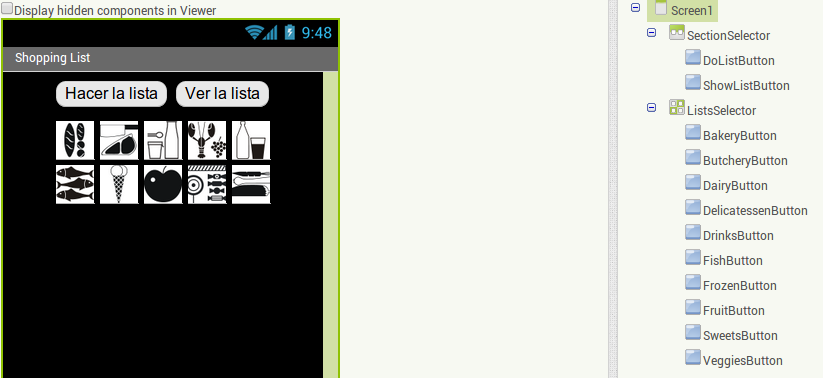 Display hidden components in Viewer
9:48
Shopping List
Hacer la lista
Ver la lista
Screen1
SectionSelector
DoListButton
ShowListButton
ListsSelector
BakeryButton
ButcheryButton
DairyButton
DelicatessenButton
DrinksButton
FishButton
FrozenButton
FruitButton
SweetsButton
VeggiesButton